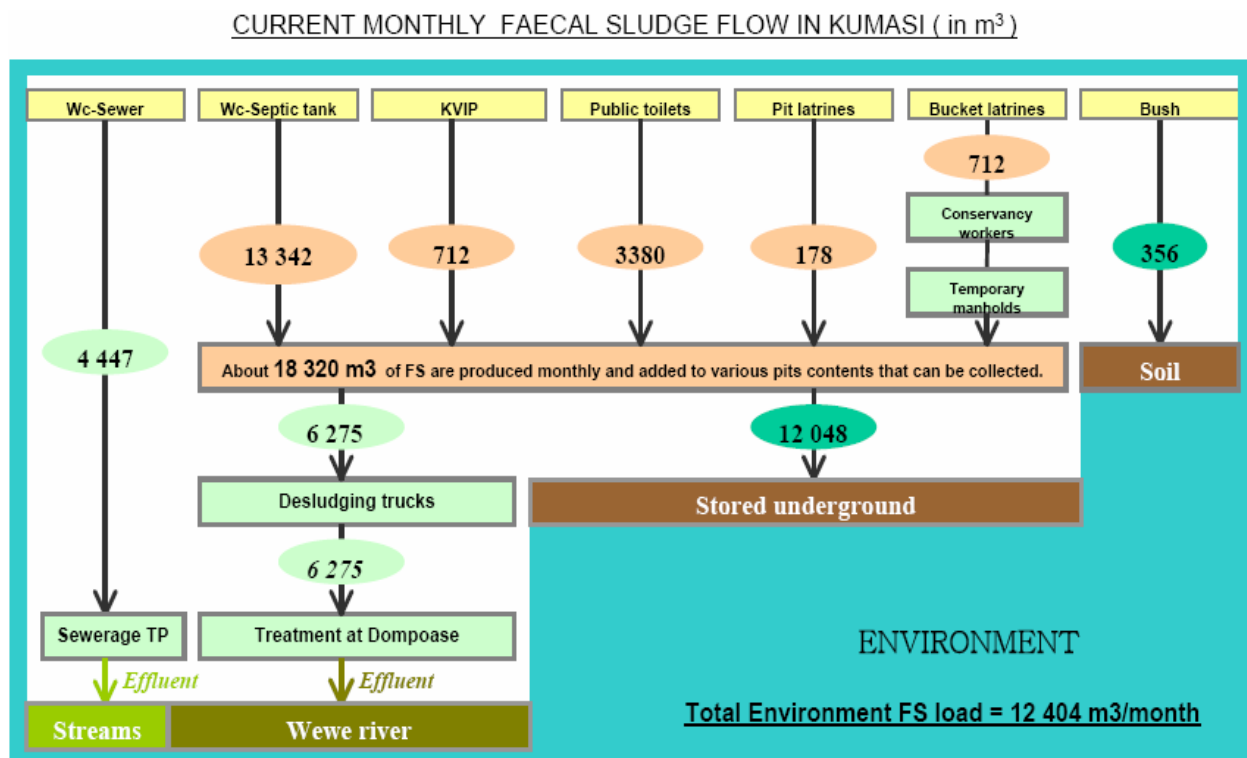 CURRENT MONTHLY FAECAL SLUDGE FLOW IN KUMASI ( in m³ )
Wc-Sewer
Wc-Septic tank
KVIP
Public toilets
Pit latrines
Bucket latrines
Bush
712
Conservancy
workers
13 342
712
3380
178
356
Temporary
manholds
4 447
About 18 320 m3 of FS are produced monthly and added to various pits contents that can be collected.
Soil
6 275
12 048
Desludging trucks
Stored underground
6 275
Sewerage TP
Treatment at Dompoase
ENVIRONMENT
Effluent
Effluent
Streams
Wewe river
Total Environment FS load = 12 404 m3/month